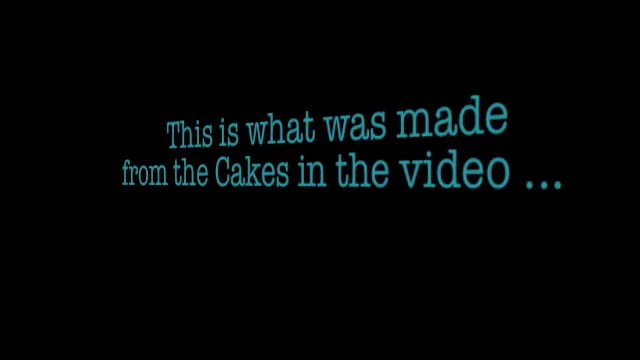 This is what was made
from the Cakes in the video ...